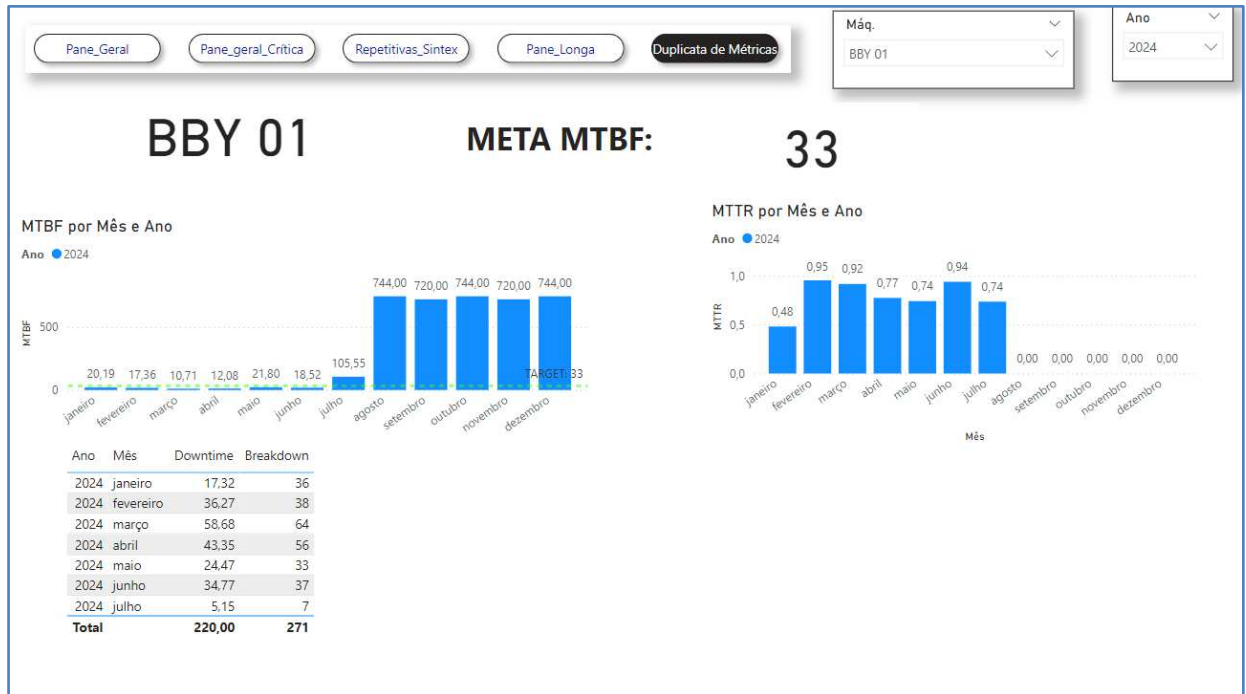 Pane_Geral Pane_geral_Crítica Repetitivas_Sintex Pane_Longa Duplicata de Métricas
Máq.
BBY 01
Ano
2024
BBY 01 META MTBF: 33
MTBF por Mês e Ano
Ano 2024
MTBF
500
0
20,19 17,36 10,71 12,08 21,80 18,52 105,55 744,00 720,00 744,00 720,00 744,00
TARGET: 33
janeiro fevereiro março abril maio junho julho agosto setembro outubro novembro dezembro
MTTR por Mês e Ano
Ano 2024
MTTR
1,0
0,5
0,0
0,48 0,95 0,92 0,77 0,74 0,94 0,74 0,00 0,00 0,00 0,00 0,00
janeiro fevereiro março abril maio junho julho agosto setembro outubro novembro dezembro
Mês
Ano Mês Downtime Breakdown
2024 janeiro 17,32 36
2024 fevereiro 36,27 38
2024 março 58,68 64
2024 abril 43,35 56
2024 maio 24,47 33
2024 junho 34,77 37
2024 julho 5,15 7
Total 220,00 271